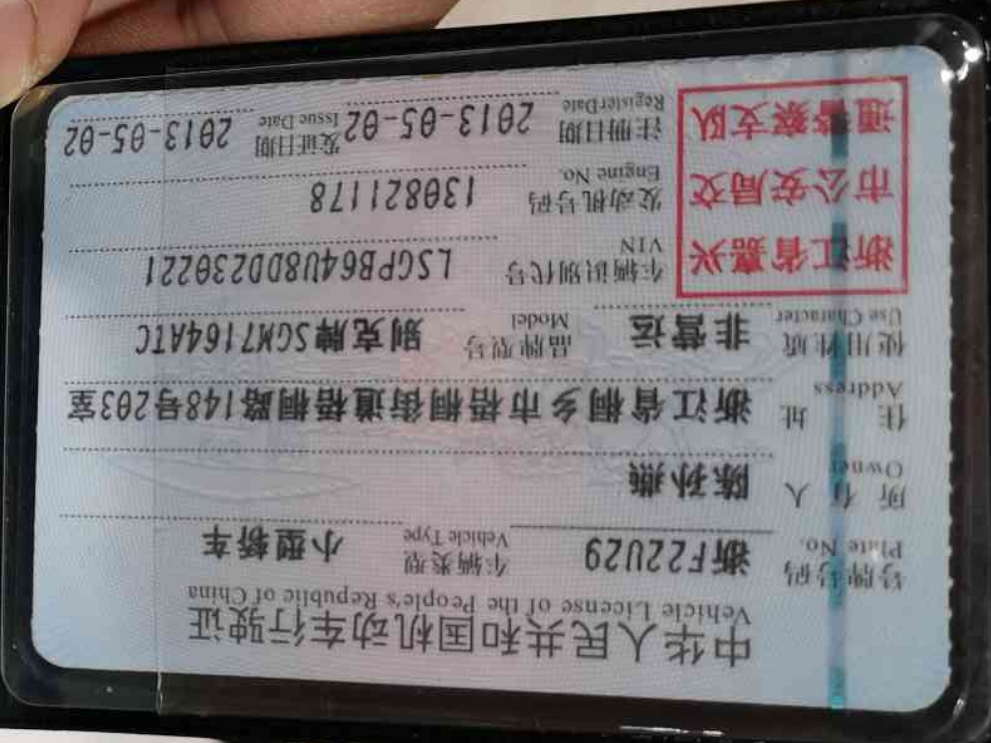 中华人民共和国机动车行驶证
Vehicle License of the People's Republic of China
号牌号码 浙F22U29 车辆类型 小型轿车
Plate No. Vehicle Type
所有人 陈孙燕
Owner
住址 浙江省桐乡市梧桐街道梧桐路148号203室
Address
使用性质 非营运 品牌型号 别克牌SGM7164ATC
Use Character Model
浙江省嘉兴
市公安局交
通警察支队
车辆识别代号 LSGPB64U8DD230221
VIN
发动机号码 130821178
Engine No.
注册日期 2013-05-02 发证日期 2013-05-02
RegisterDate Issue Date